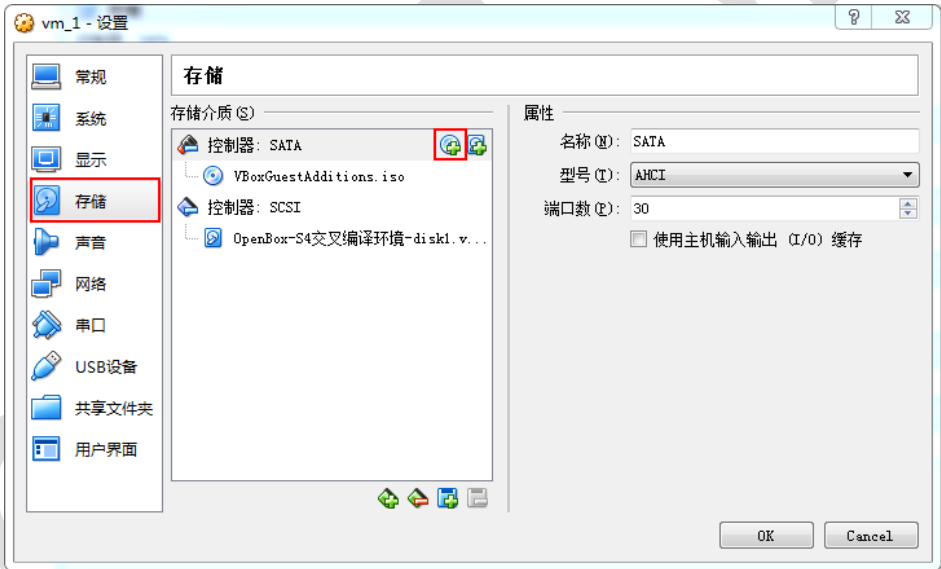 vm_1 - 设置
常规
系统
显示
存储
声音
网络
串口
USB设备
共享文件夹
用户界面
存储
存储介质(S)
控制器: SATA
VBoxGuestAdditions.iso
控制器: SCSI
OpenBox-S4交叉编译环境-disk1.v...
属性
名称(N): SATA
型号(T): AHCI
端口数(P): 30
使用主机输入输出 (I/O) 缓存
OK
Cancel